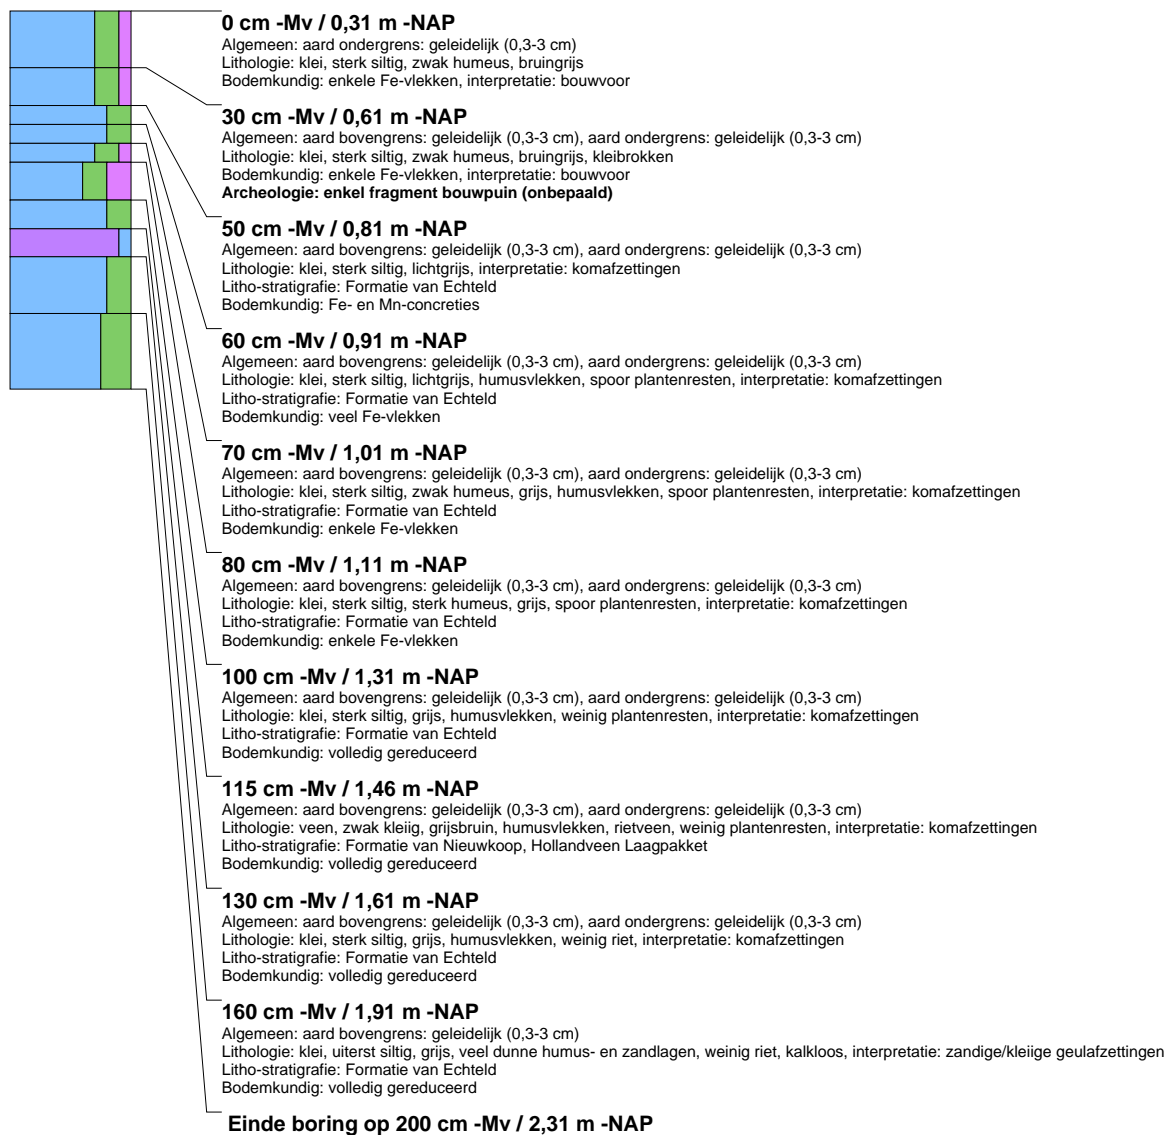 0 cm -Mv / 0,31 m -NAP
Algemeen: aard ondergrens: geleidelijk (0,3-3 cm)
Lithologie: klei, sterk siltig, zwak humeus, bruingrijs
Bodemkundig: enkele Fe-vlekken, interpretatie: bouwvoor
30 cm -Mv / 0,61 m -NAP
Algemeen: aard bovengrens: geleidelijk (0,3-3 cm), aard ondergrens: geleidelijk (0,3-3 cm)
Lithologie: klei, sterk siltig, zwak humeus, bruingrijs, kleibrokken
Bodemkundig: enkele Fe-vlekken, interpretatie: bouwvoor
Archeologie: enkel fragment bouwpuin (onbepaald)
50 cm -Mv / 0,81 m -NAP
Algemeen: aard bovengrens: geleidelijk (0,3-3 cm), aard ondergrens: geleidelijk (0,3-3 cm)
Lithologie: klei, sterk siltig, lichtgrijs, interpretatie: komafzettingen
Litho-stratigrafie: Formatie van Echteld
Bodemkundig: Fe- en Mn-concreties
60 cm -Mv / 0,91 m -NAP
Algemeen: aard bovengrens: geleidelijk (0,3-3 cm), aard ondergrens: geleidelijk (0,3-3 cm)
Lithologie: klei, sterk siltig, lichtgrijs, humusvlekken, spoor plantenresten, interpretatie: komafzettingen
Litho-stratigrafie: Formatie van Echteld
Bodemkundig: veel Fe-vlekken
70 cm -Mv / 1,01 m -NAP
Algemeen: aard bovengrens: geleidelijk (0,3-3 cm), aard ondergrens: geleidelijk (0,3-3 cm)
Lithologie: klei, sterk siltig, zwak humeus, grijs, humusvlekken, spoor plantenresten, interpretatie: komafzettingen
Litho-stratigrafie: Formatie van Echteld
Bodemkundig: enkele Fe-vlekken
80 cm -Mv / 1,11 m -NAP
Algemeen: aard bovengrens: geleidelijk (0,3-3 cm), aard ondergrens: geleidelijk (0,3-3 cm)
Lithologie: klei, sterk siltig, sterk humeus, grijs, spoor plantenresten, interpretatie: komafzettingen
Litho-stratigrafie: Formatie van Echteld
Bodemkundig: enkele Fe-vlekken
100 cm -Mv / 1,31 m -NAP
Algemeen: aard bovengrens: geleidelijk (0,3-3 cm), aard ondergrens: geleidelijk (0,3-3 cm)
Lithologie: klei, sterk siltig, grijs, humusvlekken, weinig plantenresten, interpretatie: komafzettingen
Litho-stratigrafie: Formatie van Echteld
Bodemkundig: volledig gereduceerd
115 cm -Mv / 1,46 m -NAP
Algemeen: aard bovengrens: geleidelijk (0,3-3 cm), aard ondergrens: geleidelijk (0,3-3 cm)
Lithologie: veen, zwak kleiig, grijsbruin, humusvlekken, rietveen, weinig plantenresten, interpretatie: komafzettingen
Litho-stratigrafie: Formatie van Nieuwkoop, Hollandveen Laagpakket
Bodemkundig: volledig gereduceerd
130 cm -Mv / 1,61 m -NAP
Algemeen: aard bovengrens: geleidelijk (0,3-3 cm), aard ondergrens: geleidelijk (0,3-3 cm)
Lithologie: klei, sterk siltig, grijs, humusvlekken, weinig riet, interpretatie: komafzettingen
Litho-stratigrafie: Formatie van Echteld
Bodemkundig: volledig gereduceerd
160 cm -Mv / 1,91 m -NAP
Algemeen: aard bovengrens: geleidelijk (0,3-3 cm)
Lithologie: klei, uiterst siltig, grijs, veel dunne humus- en zandlagen, weinig riet, kalkloos, interpretatie: zandige/kleiige geulafzettingen
Litho-stratigrafie: Formatie van Echteld
Bodemkundig: volledig gereduceerd
Einde boring op 200 cm -Mv / 2,31 m -NAP